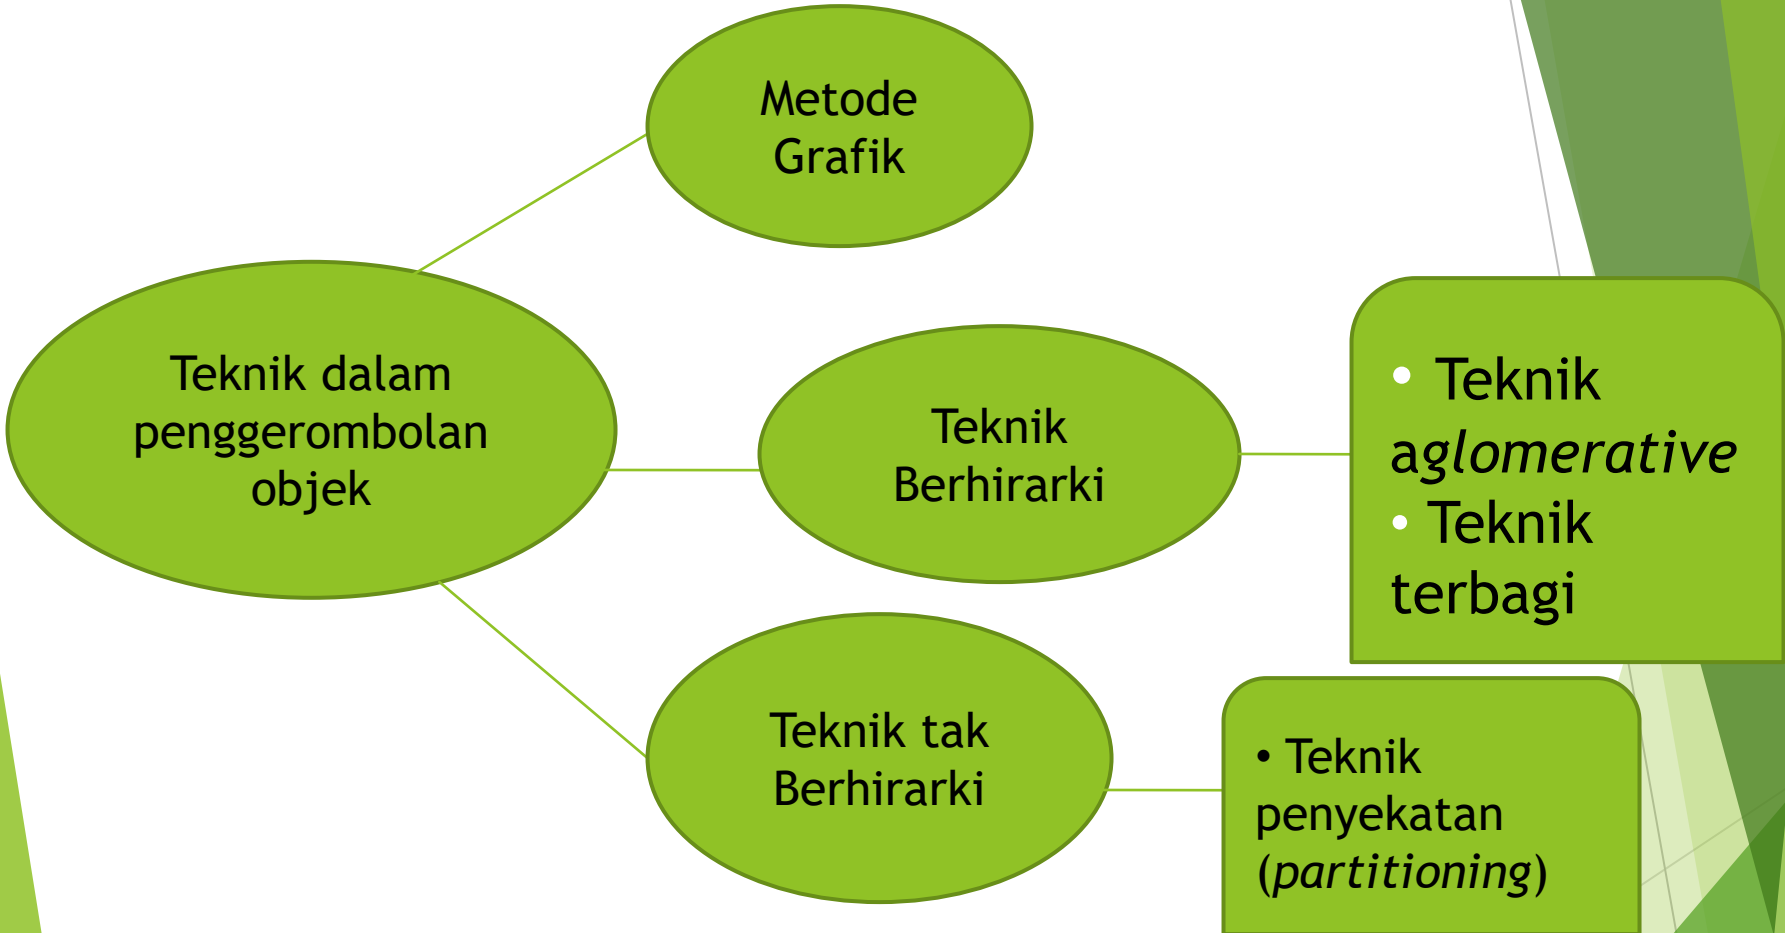 Metode
Grafik
Teknik dalam
penggerombolan
objek
Teknik
Berhirarki
• Teknik
aglomerative
• Teknik
terbagi
Teknik tak
Berhirarki
• Teknik
penyekatan
(partitioning)